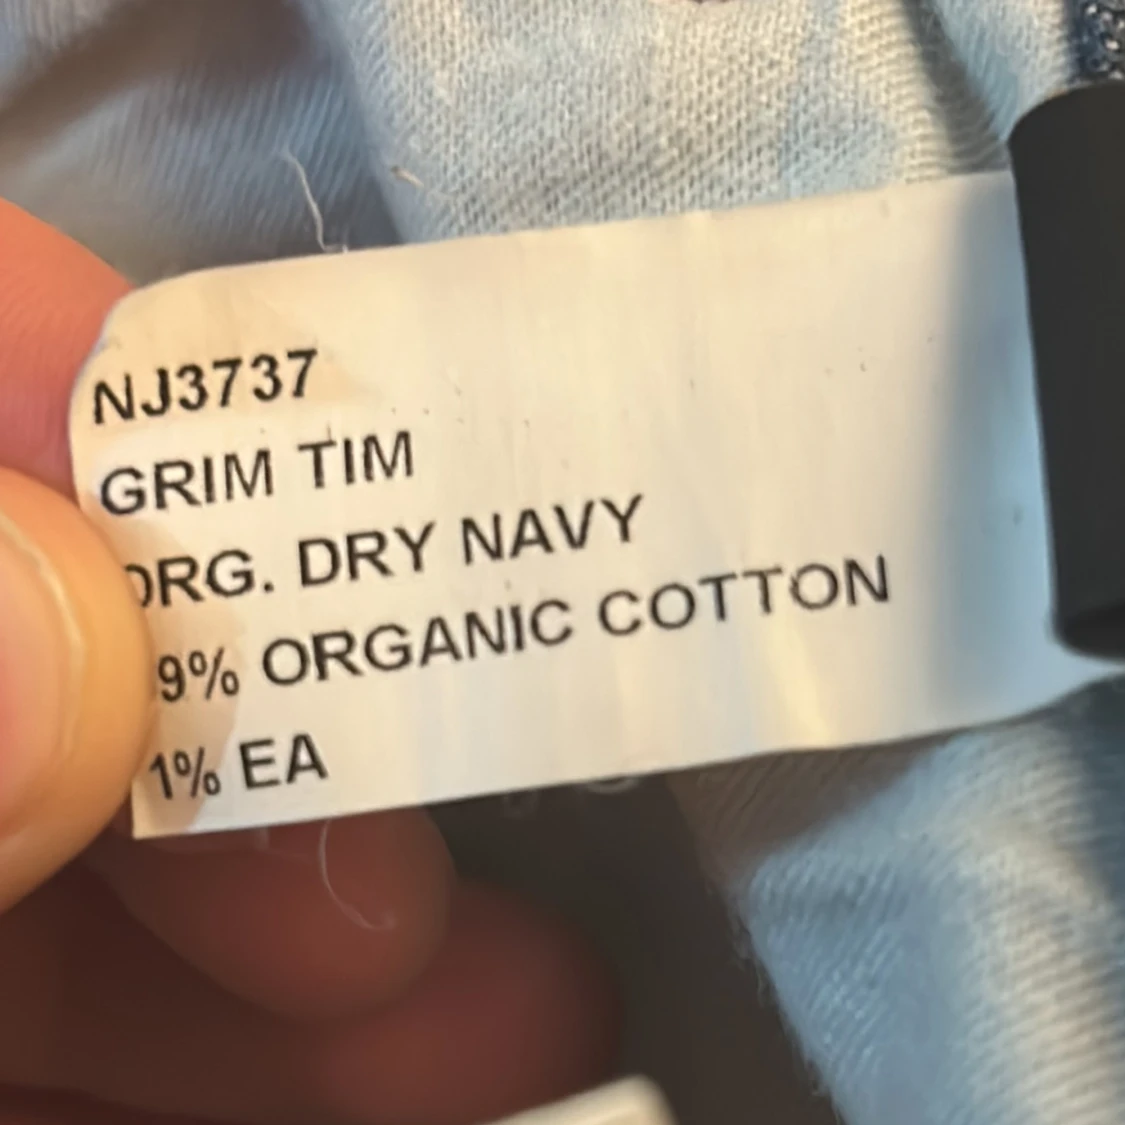 NJ3737
GRIM TIM
ORG. DRY NAVY
9% ORGANIC COTTON
1% EA